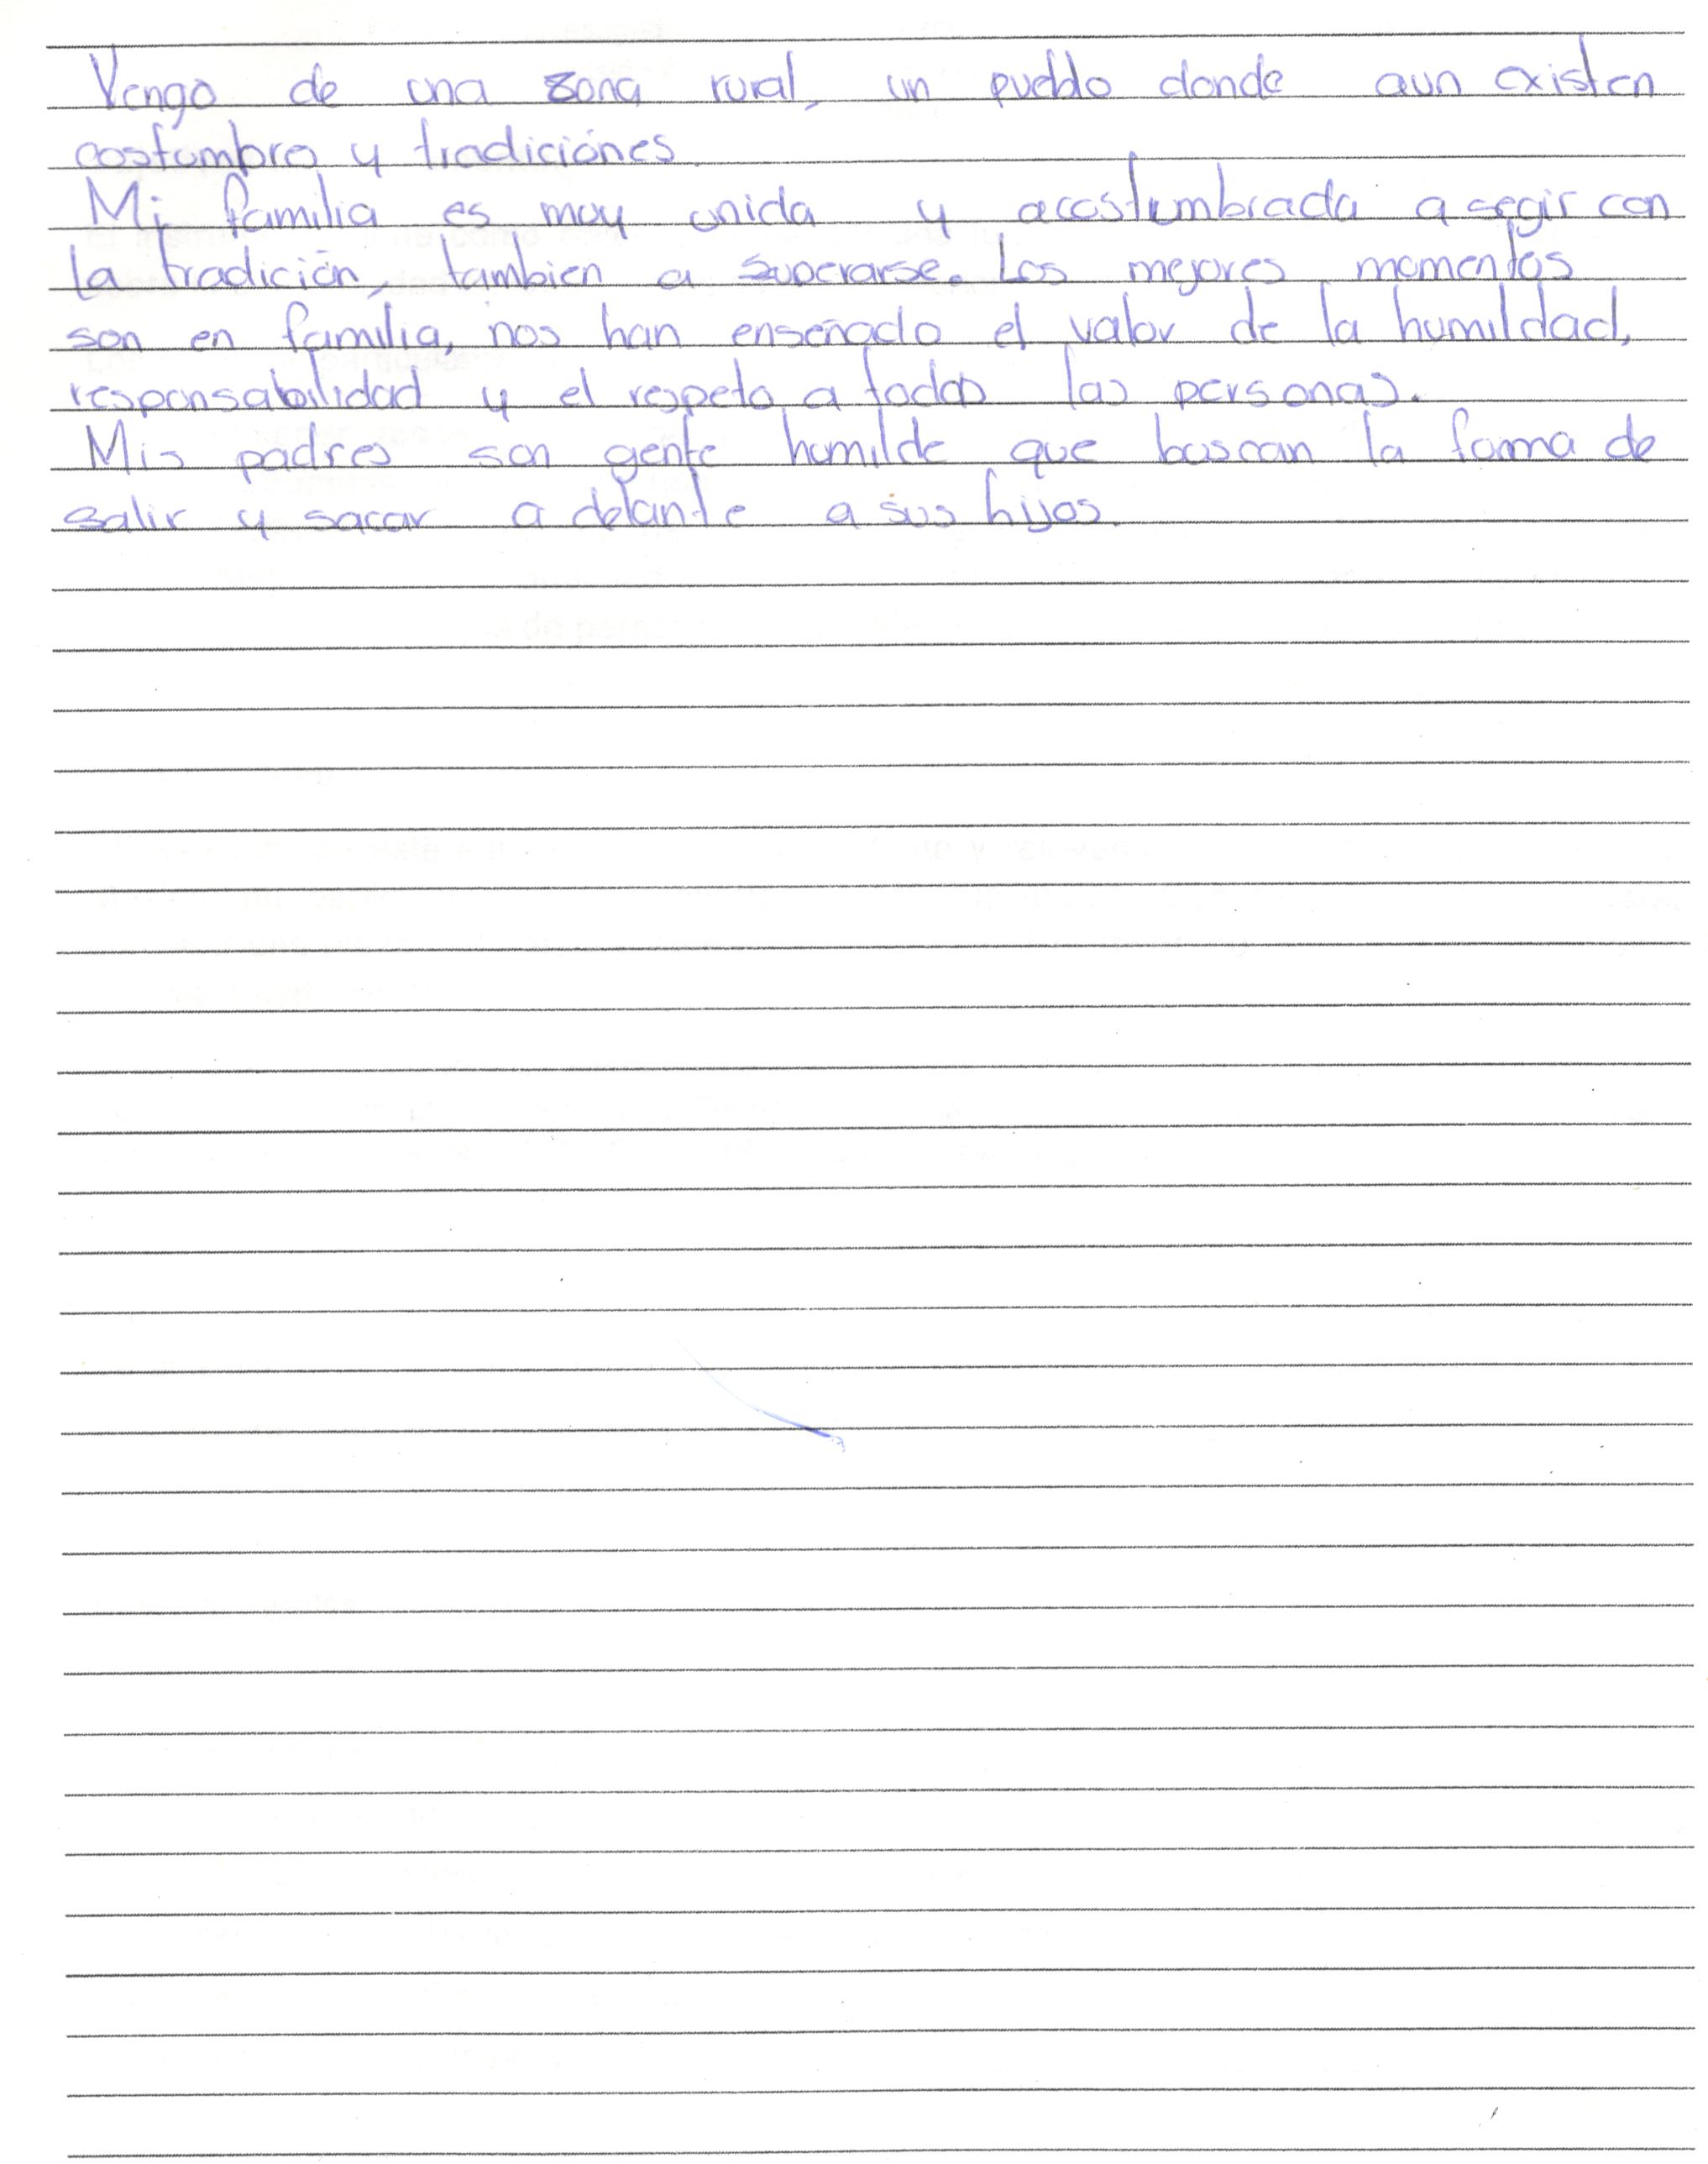 Vengo de una zona rural, un pueblo donde aun existen
costumbre y tradiciónes.
Mi familia es muy unida y acostumbrada a segir con
la tradición, tambien a superarse. Los mejores momentos
son en familia, nos han enseñado el valor de la humildad,
responsabilidad y el respeto a todas las personas.
Mis padres son gente humilde que buscan la forma de
salir y sacar a delante a sus hijos.